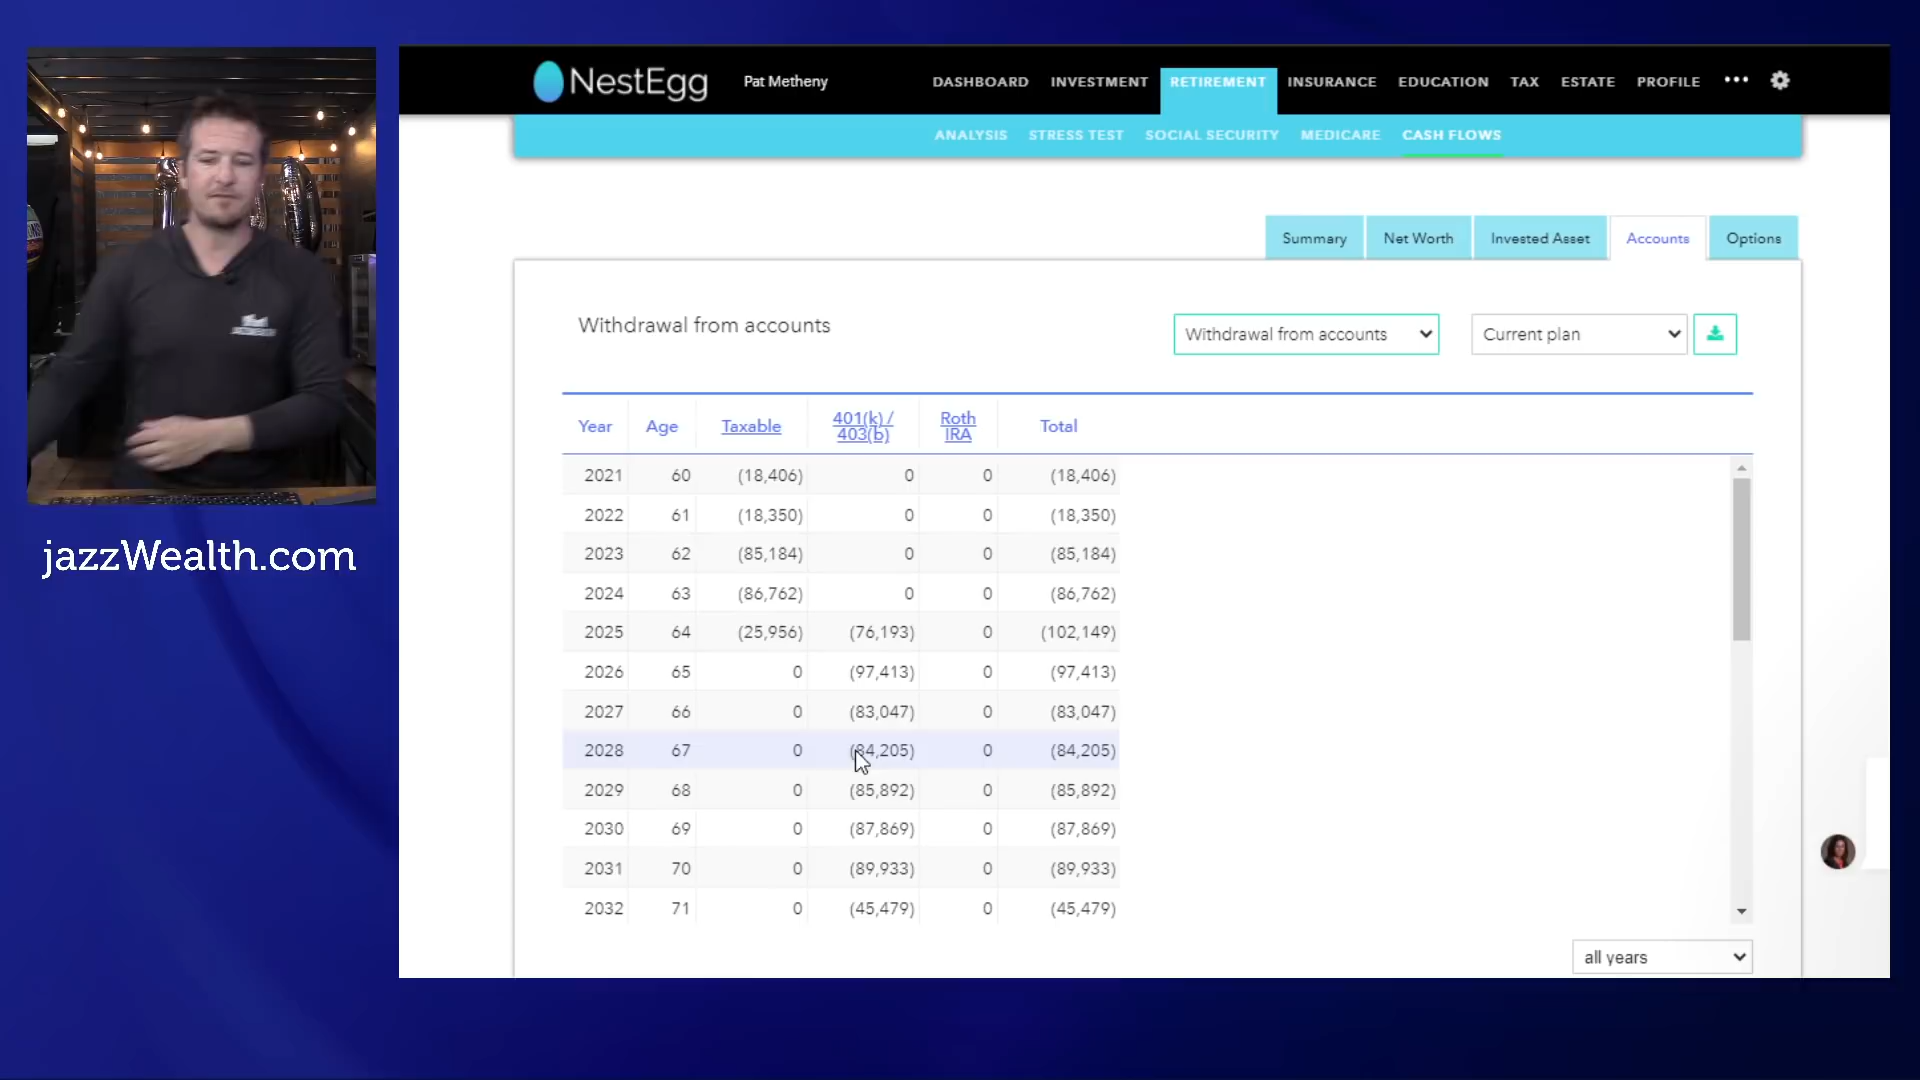 NestEgg
Pat Metheny
DASHBOARD INVESTMENT RETIREMENT INSURANCE EDUCATION TAX ESTATE PROFILE •••
ANALYSIS STRESS TEST SOCIAL SECURITY MEDICARE CASH FLOWS
Summary Net Worth Invested Asset Accounts Options
Withdrawal from accounts
Withdrawal from accounts
Current plan
Year Age Taxable 401(k) / 403(b) Roth IRA Total
2021 60 (18,406) 0 0 (18,406)
2022 61 (18,350) 0 0 (18,350)
2023 62 (85,184) 0 0 (85,184)
2024 63 (86,762) 0 0 (86,762)
2025 64 (25,956) (76,193) 0 (102,149)
2026 65 0 (97,413) 0 (97,413)
2027 66 0 (83,047) 0 (83,047)
2028 67 0 (84,205) 0 (84,205)
2029 68 0 (85,892) 0 (85,892)
2030 69 0 (87,869) 0 (87,869)
2031 70 0 (89,933) 0 (89,933)
2032 71 0 (45,479) 0 (45,479)
all years
jazzWealth.com